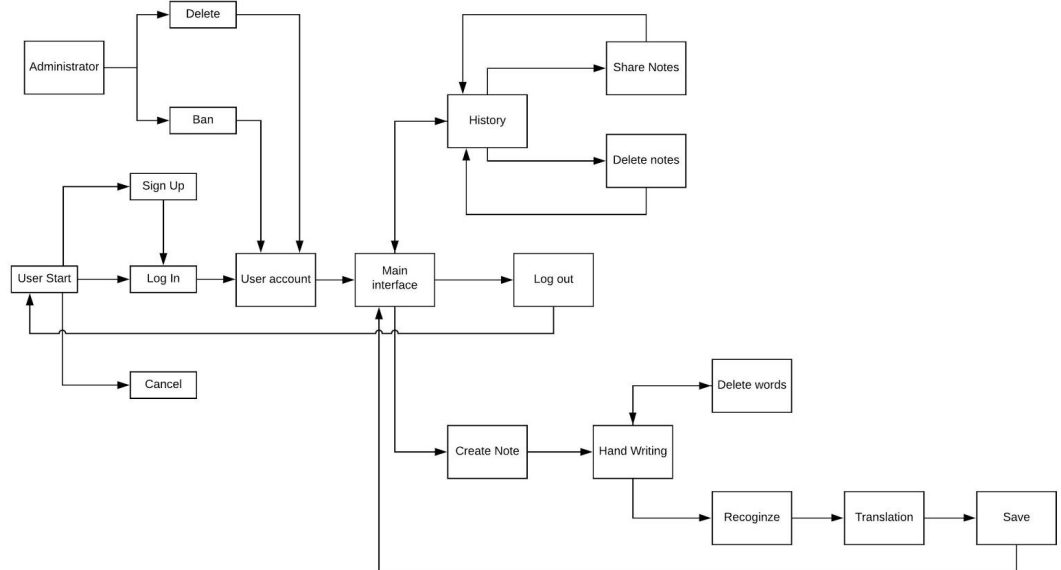 Delete
Administrator
Share Notes
Ban
History
Delete notes
Sign Up
User Start
Log In
User account
Main
interface
Log out
Cancel
Delete words
Create Note
Hand Writing
Recoginze
Translation
Save